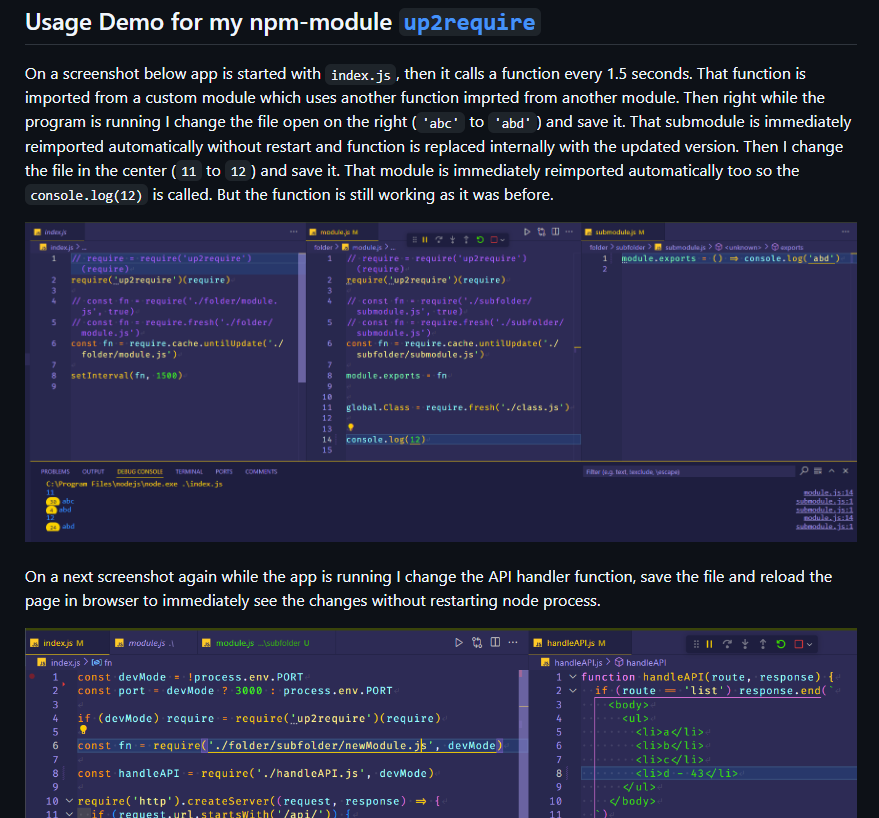 Usage Demo for my npm-module up2require
On a screenshot below app is started with index.js, then it calls a function every 1.5 seconds. That function is
imported from a custom module which uses another function imprted from another module. Then right while the
program is running I change the file open on the right ( 'abc' to 'abd' ) and save it. That submodule is immediately
reimported automatically without restart and function is replaced internally with the updated version. Then I change
the file in the center ( 11 to 12 ) and save it. That module is immediately reimported automatically too so the
console.log(12) is called. But the function is still working as it was before.
index.js
index.js > ...
1 // require = require('up2require')
(require)
2 require('up2require')(require)
3
4 // const fn = require('./folder/module.
js', true)
5 // const fn = require.fresh('./folder/
module.js')
6 const fn = require.cache.untilUpdate('./
folder/module.js')
7
8 setInterval(fn, 1500)
9
module.js M
folder > module.js > ...
1 // require = require('up2require')
(require)
2 require('up2require')(require)
3
4 // const fn = require('./subfolder/
submodule.js', true)
5 // const fn = require.fresh('./subfolder/
submodule.js')
6 const fn = require.cache.untilUpdate('./
subfolder/submodule.js')
7
8 module.exports = fn
9
10
11 global.Class = require.fresh('./class.js')
12
13
14 console.log(12)
15
submodule.js M
folder > subfolder > submodule.js > <unknown> > exports
1 module.exports = () => console.log('abd')
2
PROBLEMS OUTPUT DEBUG CONSOLE TERMINAL PORTS COMMENTS
Filter (e.g. text, !exclude, \escape)
C:\Program Files\nodejs\node.exe .\index.js
11 module.js:14
abc submodule.js:1
4 abd submodule.js:1
12 module.js:14
abd submodule.js:1
On a next screenshot again while the app is running I change the API handler function, save the file and reload the
page in browser to immediately see the changes without restarting node process.
index.js M module.js .\ module.js ...\subfolder U
index.js > fn
1 const devMode = !process.env.PORT
2 const port = devMode ? 3000 : process.env.PORT
3
4 if (devMode) require = require('up2require')(require)
5
6 const fn = require('./folder/subfolder/newModule.js', devMode)
7
8 const handleAPI = require('./handleAPI.js', devMode)
9
10 require('http').createServer((request, response) => {
11 if (request.url.startsWith('/api/')) {
handleAPI.js M
handleAPI.js > handleAPI
1 function handleAPI(route, response) {
2 if (route == 'list') response.end(`
3 <body>
4 <ul>
5 <li>a</li>
6 <li>b</li>
7 <li>c</li>
8 <li>d - 43</li>
9 </ul>
10 </body>
11 `)